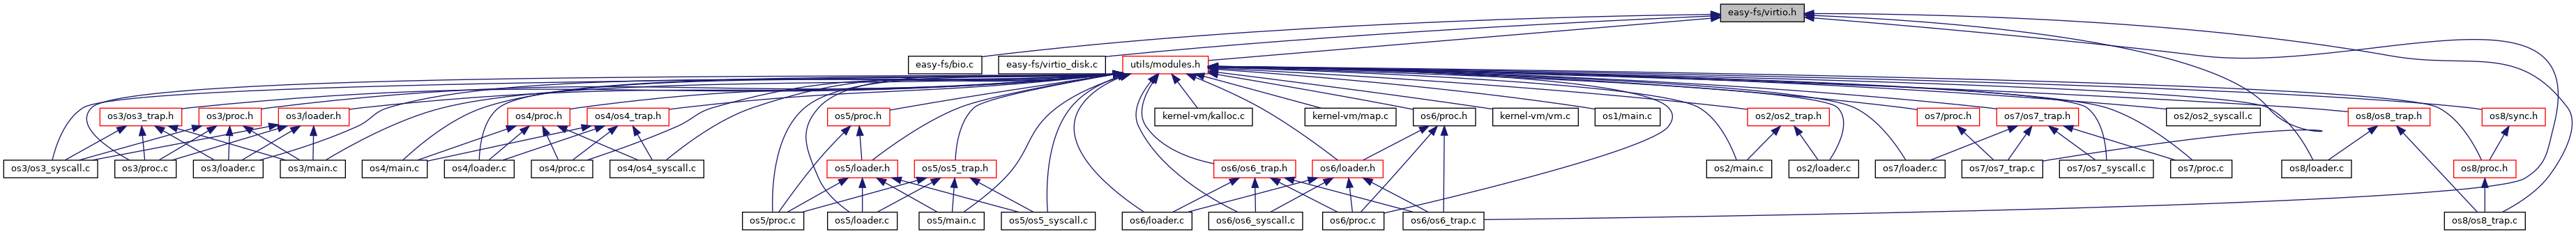 easy-fs/virtio.h
easy-fs/bio.c
easy-fs/virtio_disk.c
utils/modules.h
os3/os3_trap.h
os3/proc.h
os3/loader.h
os4/proc.h
os4/os4_trap.h
os5/proc.h
kernel-vm/kalloc.c
kernel-vm/map.c
os6/proc.h
kernel-vm/vm.c
os1/main.c
os2/os2_trap.h
os7/proc.h
os7/os7_trap.h
os2/os2_syscall.c
os8/os8_trap.h
os8/sync.h
os3/os3_syscall.c
os3/proc.c
os3/loader.c
os3/main.c
os4/main.c
os4/loader.c
os4/proc.c
os4/os4_syscall.c
os5/loader.h
os5/os5_trap.h
os6/os6_trap.h
os6/loader.h
os2/main.c
os2/loader.c
os7/loader.c
os7/os7_trap.c
os7/os7_syscall.c
os7/proc.c
os8/loader.c
os8/proc.h
os5/proc.c
os5/loader.c
os5/main.c
os5/os5_syscall.c
os6/loader.c
os6/os6_syscall.c
os6/proc.c
os6/os6_trap.c
os8/os8_trap.c